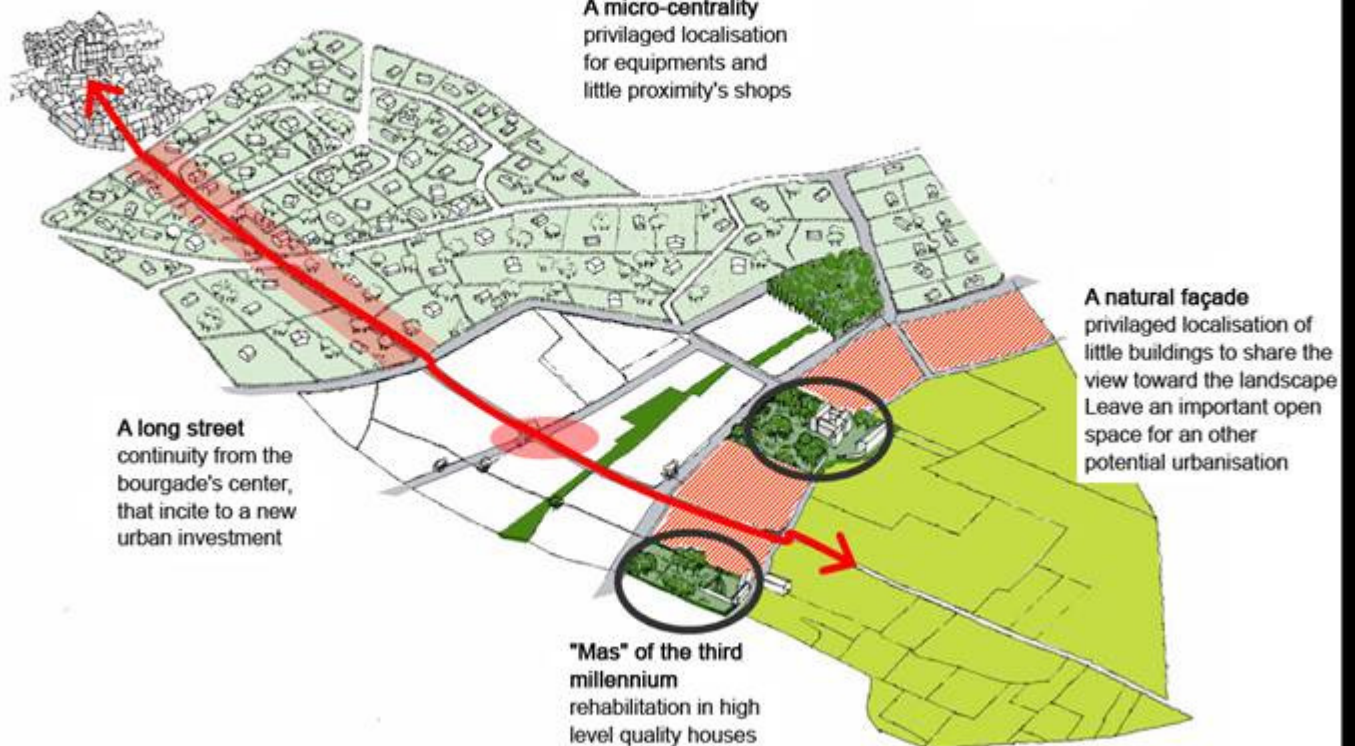 A micro-centrality
privilaged localisation
for equipments and
little proximity's shops
A natural façade
privilaged localisation of
little buildings to share the
view toward the landscape
Leave an important open
space for an other
potential urbanisation
A long street
continuity from the
bourgade's center,
that incite to a new
urban investment
"Mas" of the third
millennium
rehabilitation in high
level quality houses